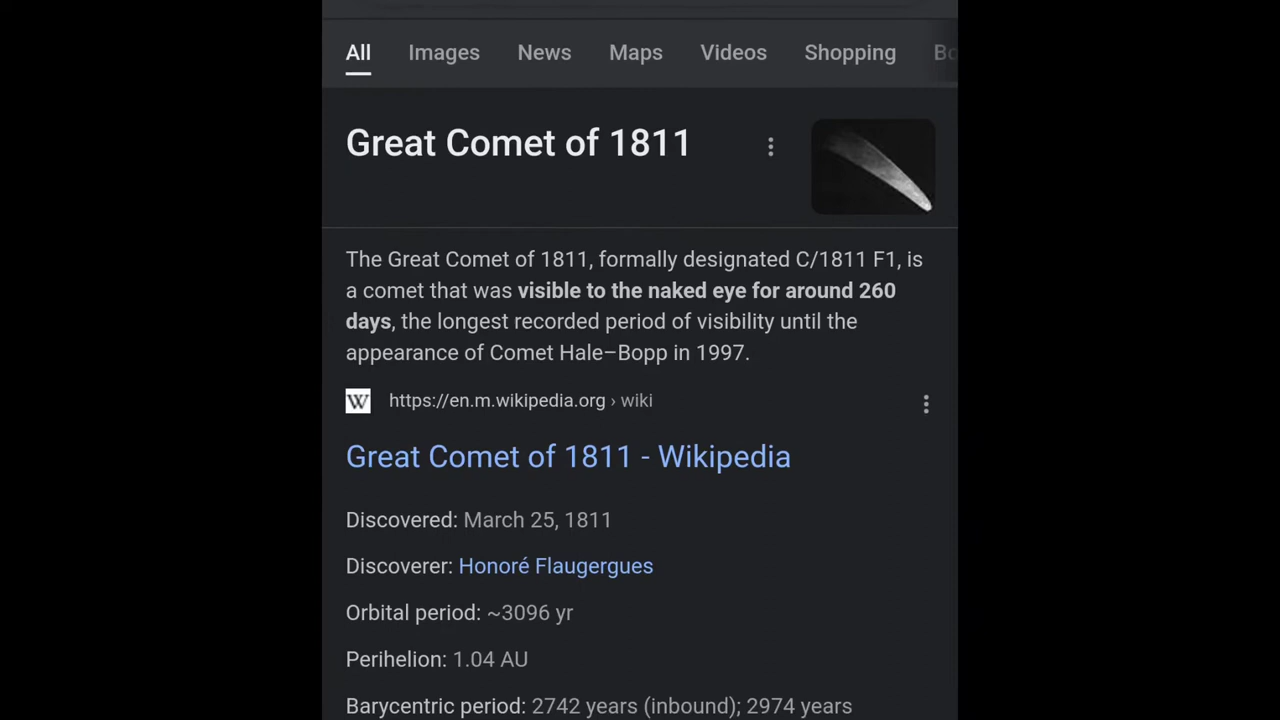 All Images News Maps Videos Shopping Bo
Great Comet of 1811
The Great Comet of 1811, formally designated C/1811 F1, is
a comet that was visible to the naked eye for around 260
days, the longest recorded period of visibility until the
appearance of Comet Hale–Bopp in 1997.
W https://en.m.wikipedia.org › wiki
Great Comet of 1811 - Wikipedia
Discovered: March 25, 1811
Discoverer: Honoré Flaugergues
Orbital period: ~3096 yr
Perihelion: 1.04 AU
Barycentric period: 2742 years (inbound); 2974 years